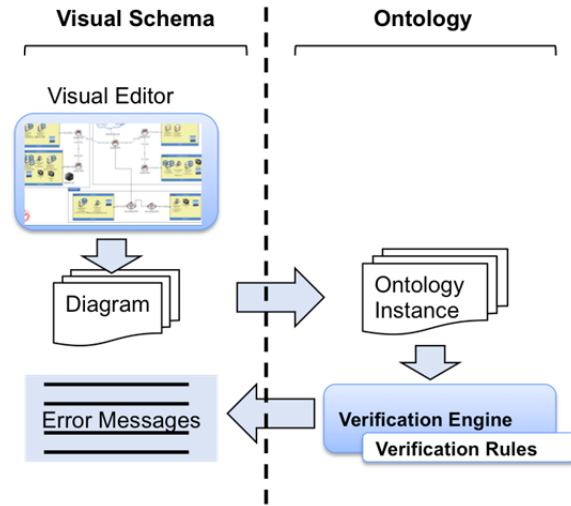 Visual Schema
Ontology
Visual Editor
Diagram
Ontology
Instance
Error Messages
Verification Engine
Verification Rules